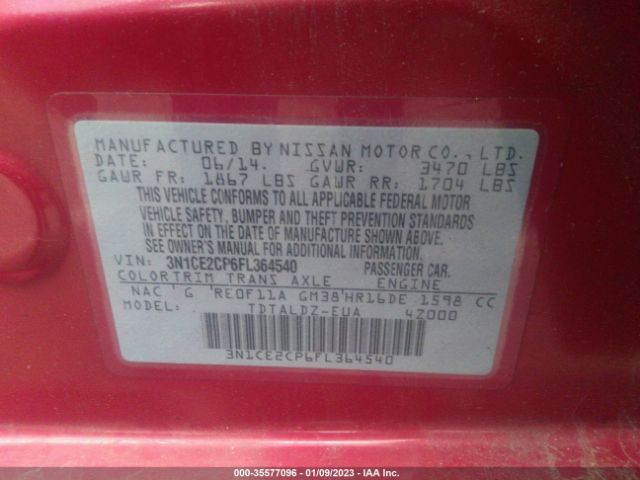 MANUFACTURED BY NISSAN MOTOR CO., LTD.
DATE: 06/14. GVWR: 3470 LBS
GAWR FR: 1867 LBS GAWR RR: 1704 LBS
THIS VEHICLE CONFORMS TO ALL APPLICABLE FEDERAL MOTOR
VEHICLE SAFETY, BUMPER AND THEFT PREVENTION STANDARDS
IN EFFECT ON THE DATE OF MANUFACTURE SHOWN ABOVE.
SEE OWNER'S MANUAL FOR ADDITIONAL INFORMATION.
VIN: 3N1CE2CP6FL364540 PASSENGER CAR.
COLOR TRIM TRANS AXLE ENGINE
NAC 'G 'RE0F11A GM38'HR16DE 1598 CC
MODEL: TDTALDZ-EUA 4Z000
3N1CE2CP6FL364540
000-35577096 - 01/09/2023 - IAA Inc.